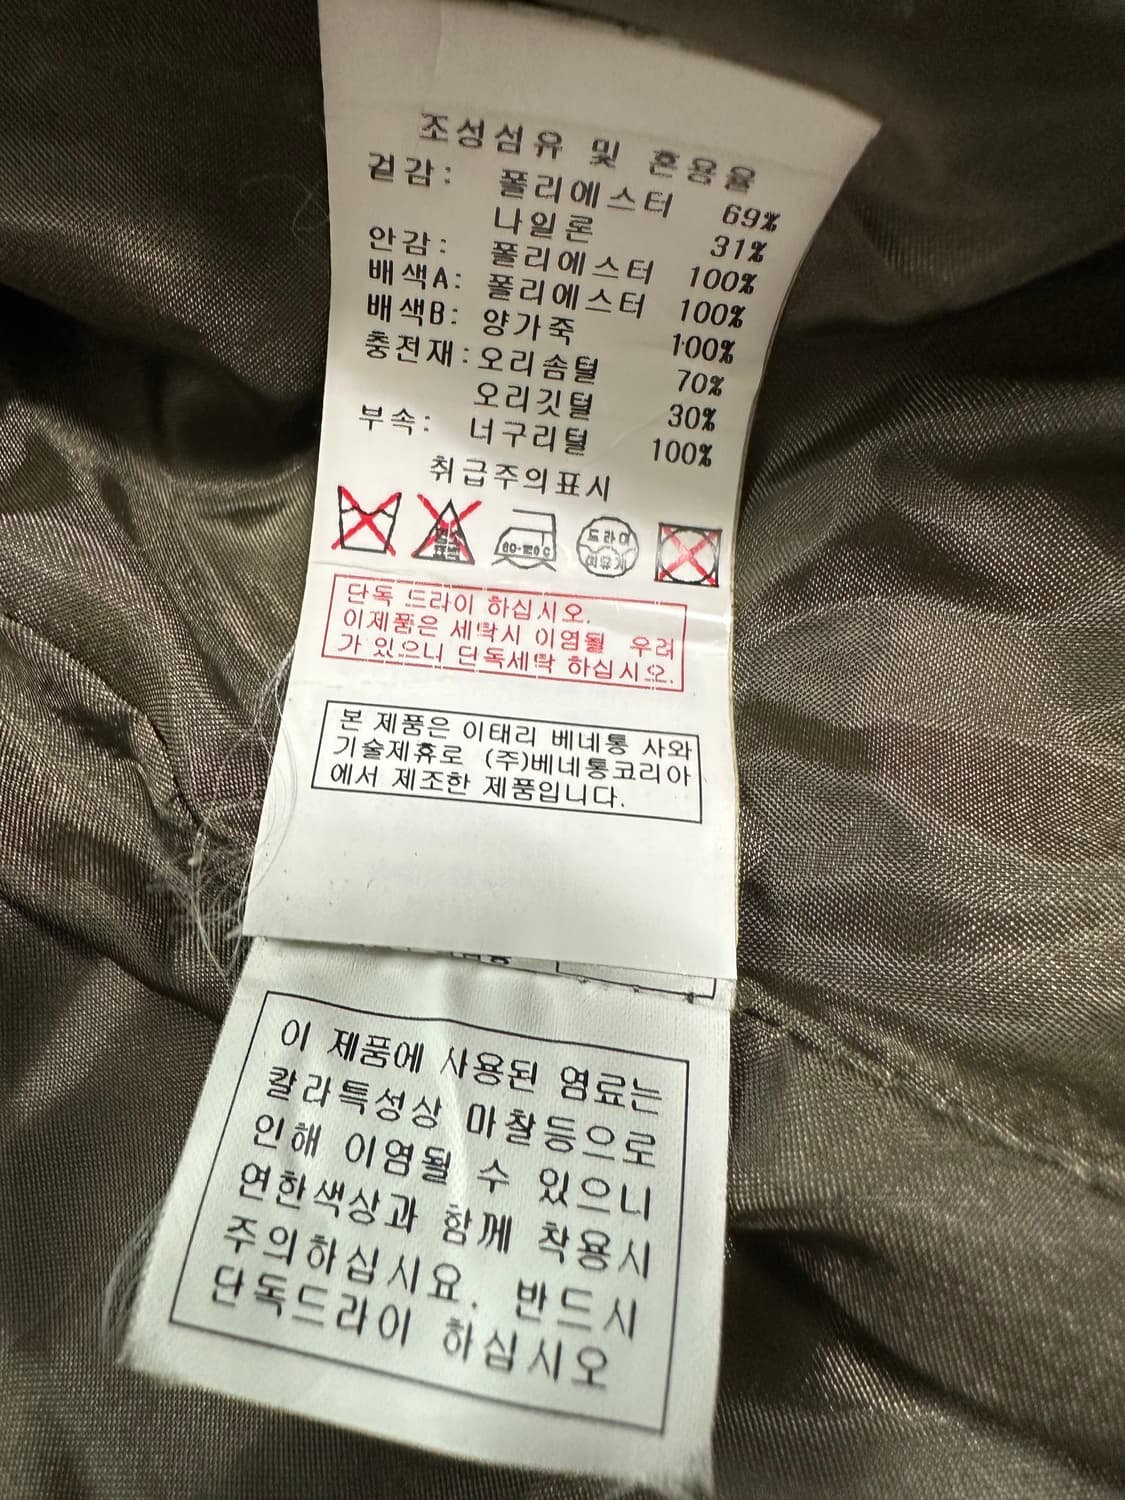 조성섬유 및 혼용율
겉감: 폴리에스터 69%
나일론 31%
안감: 폴리에스터 100%
배색A: 폴리에스터 100%
배색B: 양가죽 100%
충전재: 오리솜털 70%
오리깃털 30%
부속: 너구리털 100%
취급주의표시
염소
표백
드라이
석유계
단독 드라이 하십시오.
이제품은 세탁시 이염될 우려
가 있으니 단독세탁 하십시오.
본 제품은 이태리 베네통 사와
기술제휴로 (주)베네통코리아
에서 제조한 제품입니다.
이 제품에 사용된 염료는
칼라특성상 마찰등으로
인해 이염될 수 있으니
연한색상과 함께 착용시
주의하십시요. 반드시
단독드라이 하십시오